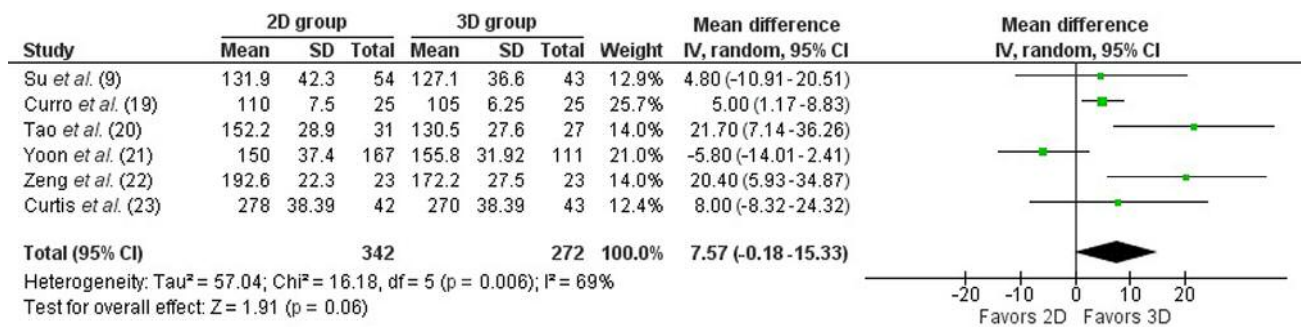 2D group 3D group Mean difference Mean difference
Study Mean SD Total Mean SD Total Weight IV, random, 95% CI IV, random, 95% CI
Su et al. (9) 131.9 42.3 54 127.1 36.6 43 12.9% 4.80 (-10.91-20.51)
Curro et al. (19) 110 7.5 25 105 6.25 25 25.7% 5.00 (1.17-8.83)
Tao et al. (20) 152.2 28.9 31 130.5 27.6 27 14.0% 21.70 (7.14-36.26)
Yoon et al. (21) 150 37.4 167 155.8 31.92 111 21.0% -5.80 (-14.01-2.41)
Zeng et al. (22) 192.6 22.3 23 172.2 27.5 23 14.0% 20.40 (5.93-34.87)
Curtis et al. (23) 278 38.39 42 270 38.39 43 12.4% 8.00 (-8.32-24.32)
Total (95% CI) 342 272 100.0% 7.57 (-0.18-15.33)
Heterogeneity: Tau² = 57.04; Chi² = 16.18, df = 5 (p = 0.006); I² = 69%
Test for overall effect: Z = 1.91 (p = 0.06)
-20 -10 0 10 20
Favors 2D Favors 3D